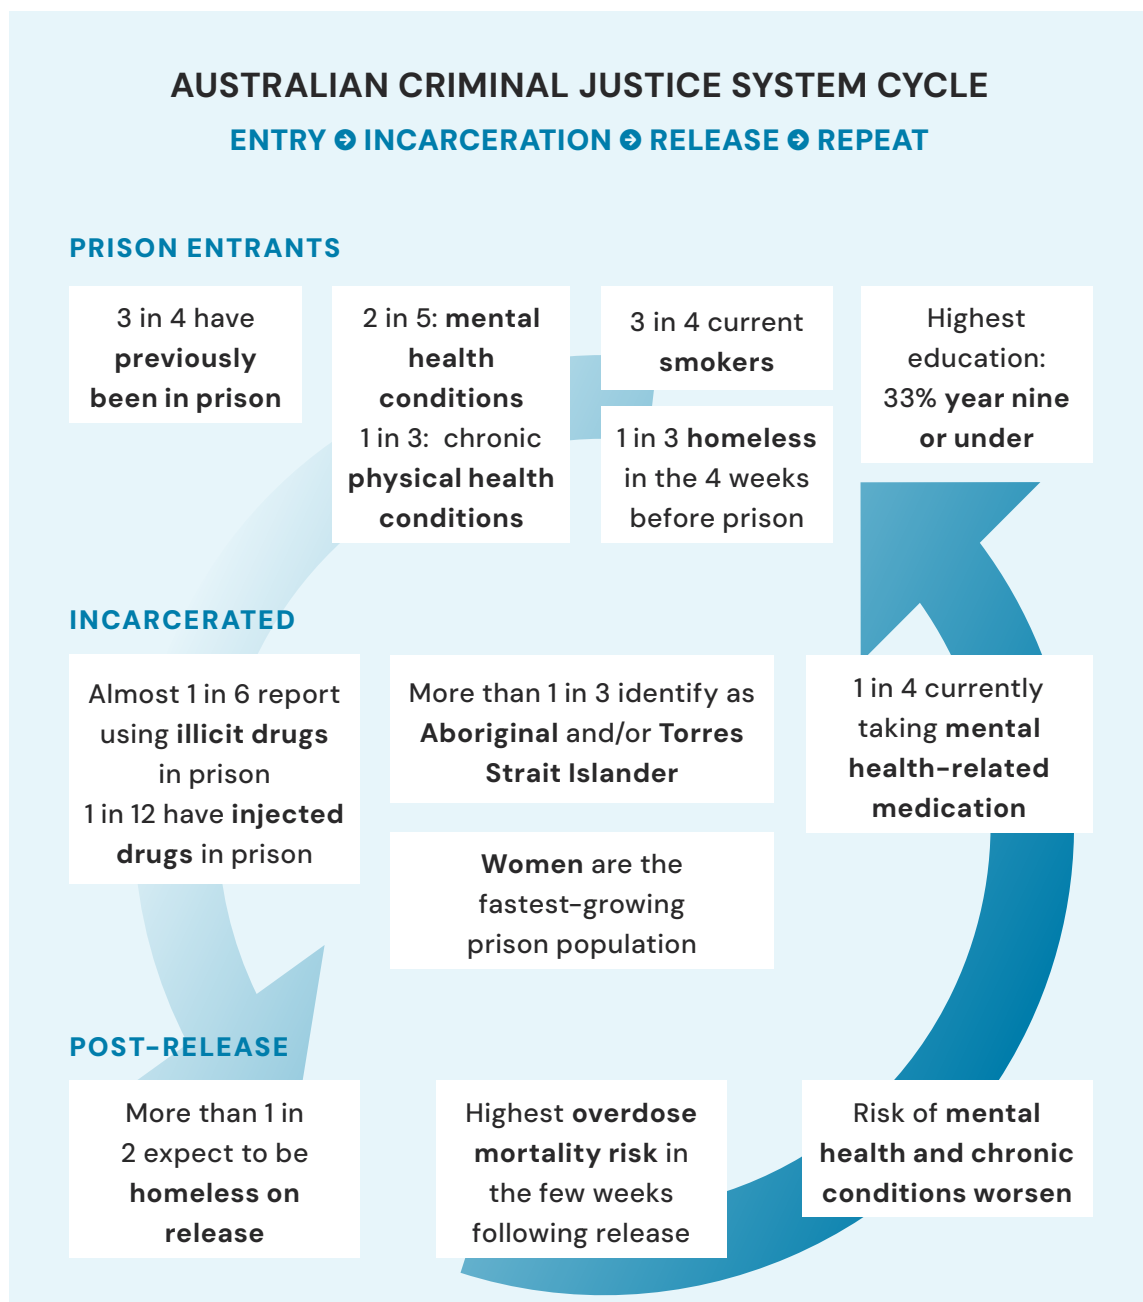 AUSTRALIAN CRIMINAL JUSTICE SYSTEM CYCLE
ENTRY ➔ INCARCERATION ➔ RELEASE ➔ REPEAT
PRISON ENTRANTS
3 in 4 have
previously
been in prison
2 in 5: mental
health
conditions
1 in 3: chronic
physical health
conditions
3 in 4 current
smokers
1 in 3 homeless
in the 4 weeks
before prison
Highest
education:
33% year nine
or under
INCARCERATED
Almost 1 in 6 report
using illicit drugs
in prison
1 in 12 have injected
drugs in prison
More than 1 in 3 identify as
Aboriginal and/or Torres
Strait Islander
Women are the
fastest-growing
prison population
1 in 4 currently
taking mental
health-related
medication
POST-RELEASE
More than 1 in
2 expect to be
homeless on
release
Highest overdose
mortality risk in
the few weeks
following release
Risk of mental
health and chronic
conditions worsen